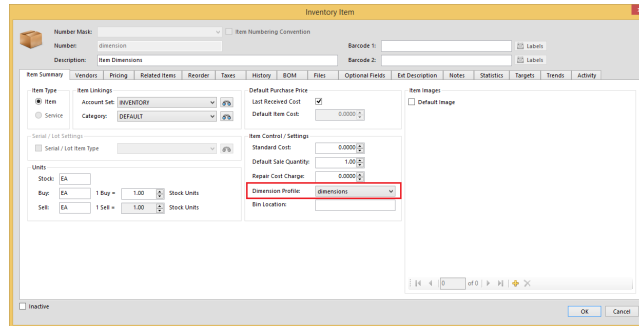 Inventory Item
Number Mask: Item Numbering Convention
Number: dimension Barcode 1: Labels
Description: Item Dimensions Barcode 2: Labels
Item Summary Vendors Pricing Related Items Reorder Taxes History BOM Files Optional Fields Ext Description Notes Statistics Targets Trends Activity
Item Type Item Linkings Default Purchase Price Item Images
Item Account Set: INVENTORY Last Received Cost Default Image
Service Category: DEFAULT Default Item Cost: 0.0000
Serial / Lot Settings Item Control / Settings
Serial / Lot Item Type Standard Cost: 0.0000
Default Sale Quantity: 1.00
Units Repair Cost Charge: 0.0000
Stock: EA
Buy: EA 1 Buy = 1.00 Stock Units Dimension Profile: dimensions
Sell: EA 1 Sell = 1.00 Stock Units Bin Location:
0 of 0
Inactive
OK Cancel